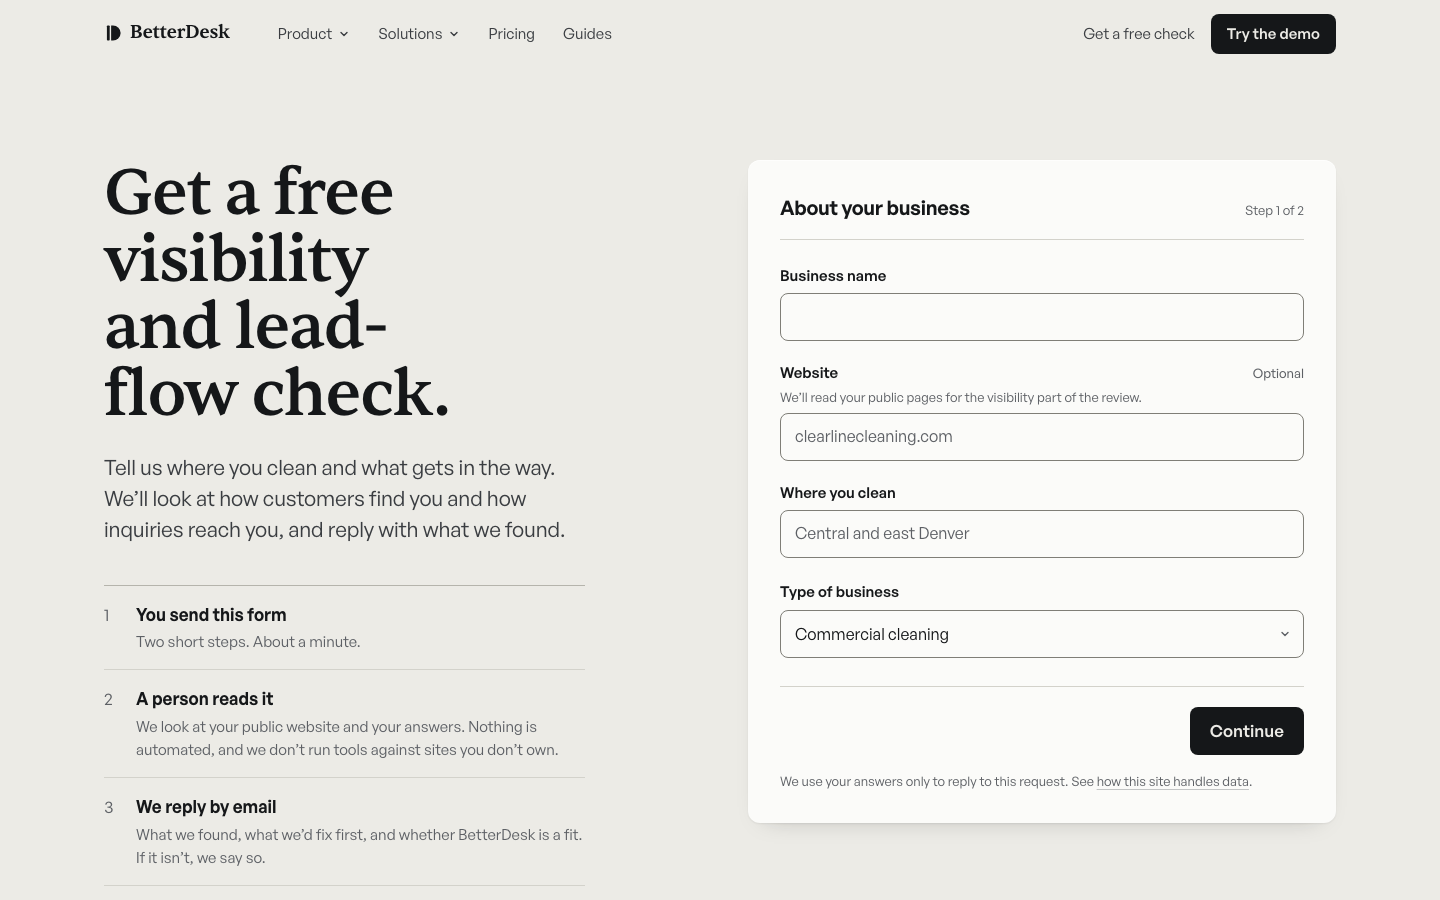 BetterDesk
Product
Solutions
Pricing
Guides
Get a free check
Try the demo
Get a free
visibility
and lead-
flow check.
Tell us where you clean and what gets in the way.
We’ll look at how customers find you and how
inquiries reach you, and reply with what we found.
1
You send this form
Two short steps. About a minute.
2
A person reads it
We look at your public website and your answers. Nothing is
automated, and we don’t run tools against sites you don’t own.
3
We reply by email
What we found, what we’d fix first, and whether BetterDesk is a fit.
If it isn’t, we say so.
About your business
Step 1 of 2
Business name
Website
Optional
We’ll read your public pages for the visibility part of the review.
clearlinecleaning.com
Where you clean
Central and east Denver
Type of business
Commercial cleaning
Continue
We use your answers only to reply to this request. See how this site handles data.